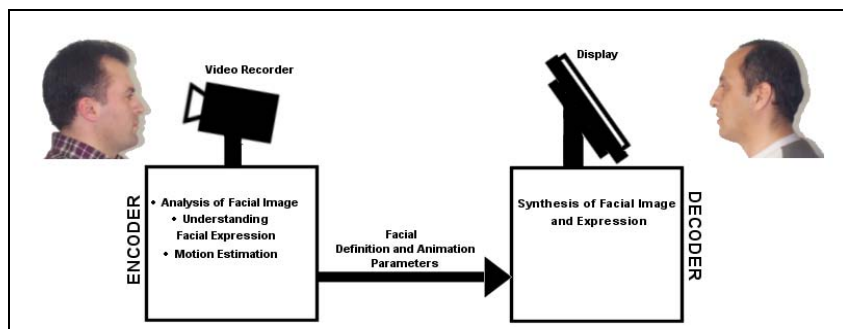 Video Recorder
Display
ENCODER
• Analysis of Facial Image
• Understanding
Facial Expression
• Motion Estimation
Facial
Definition and Animation
Parameters
Synthesis of Facial Image
and Expression
DECODER